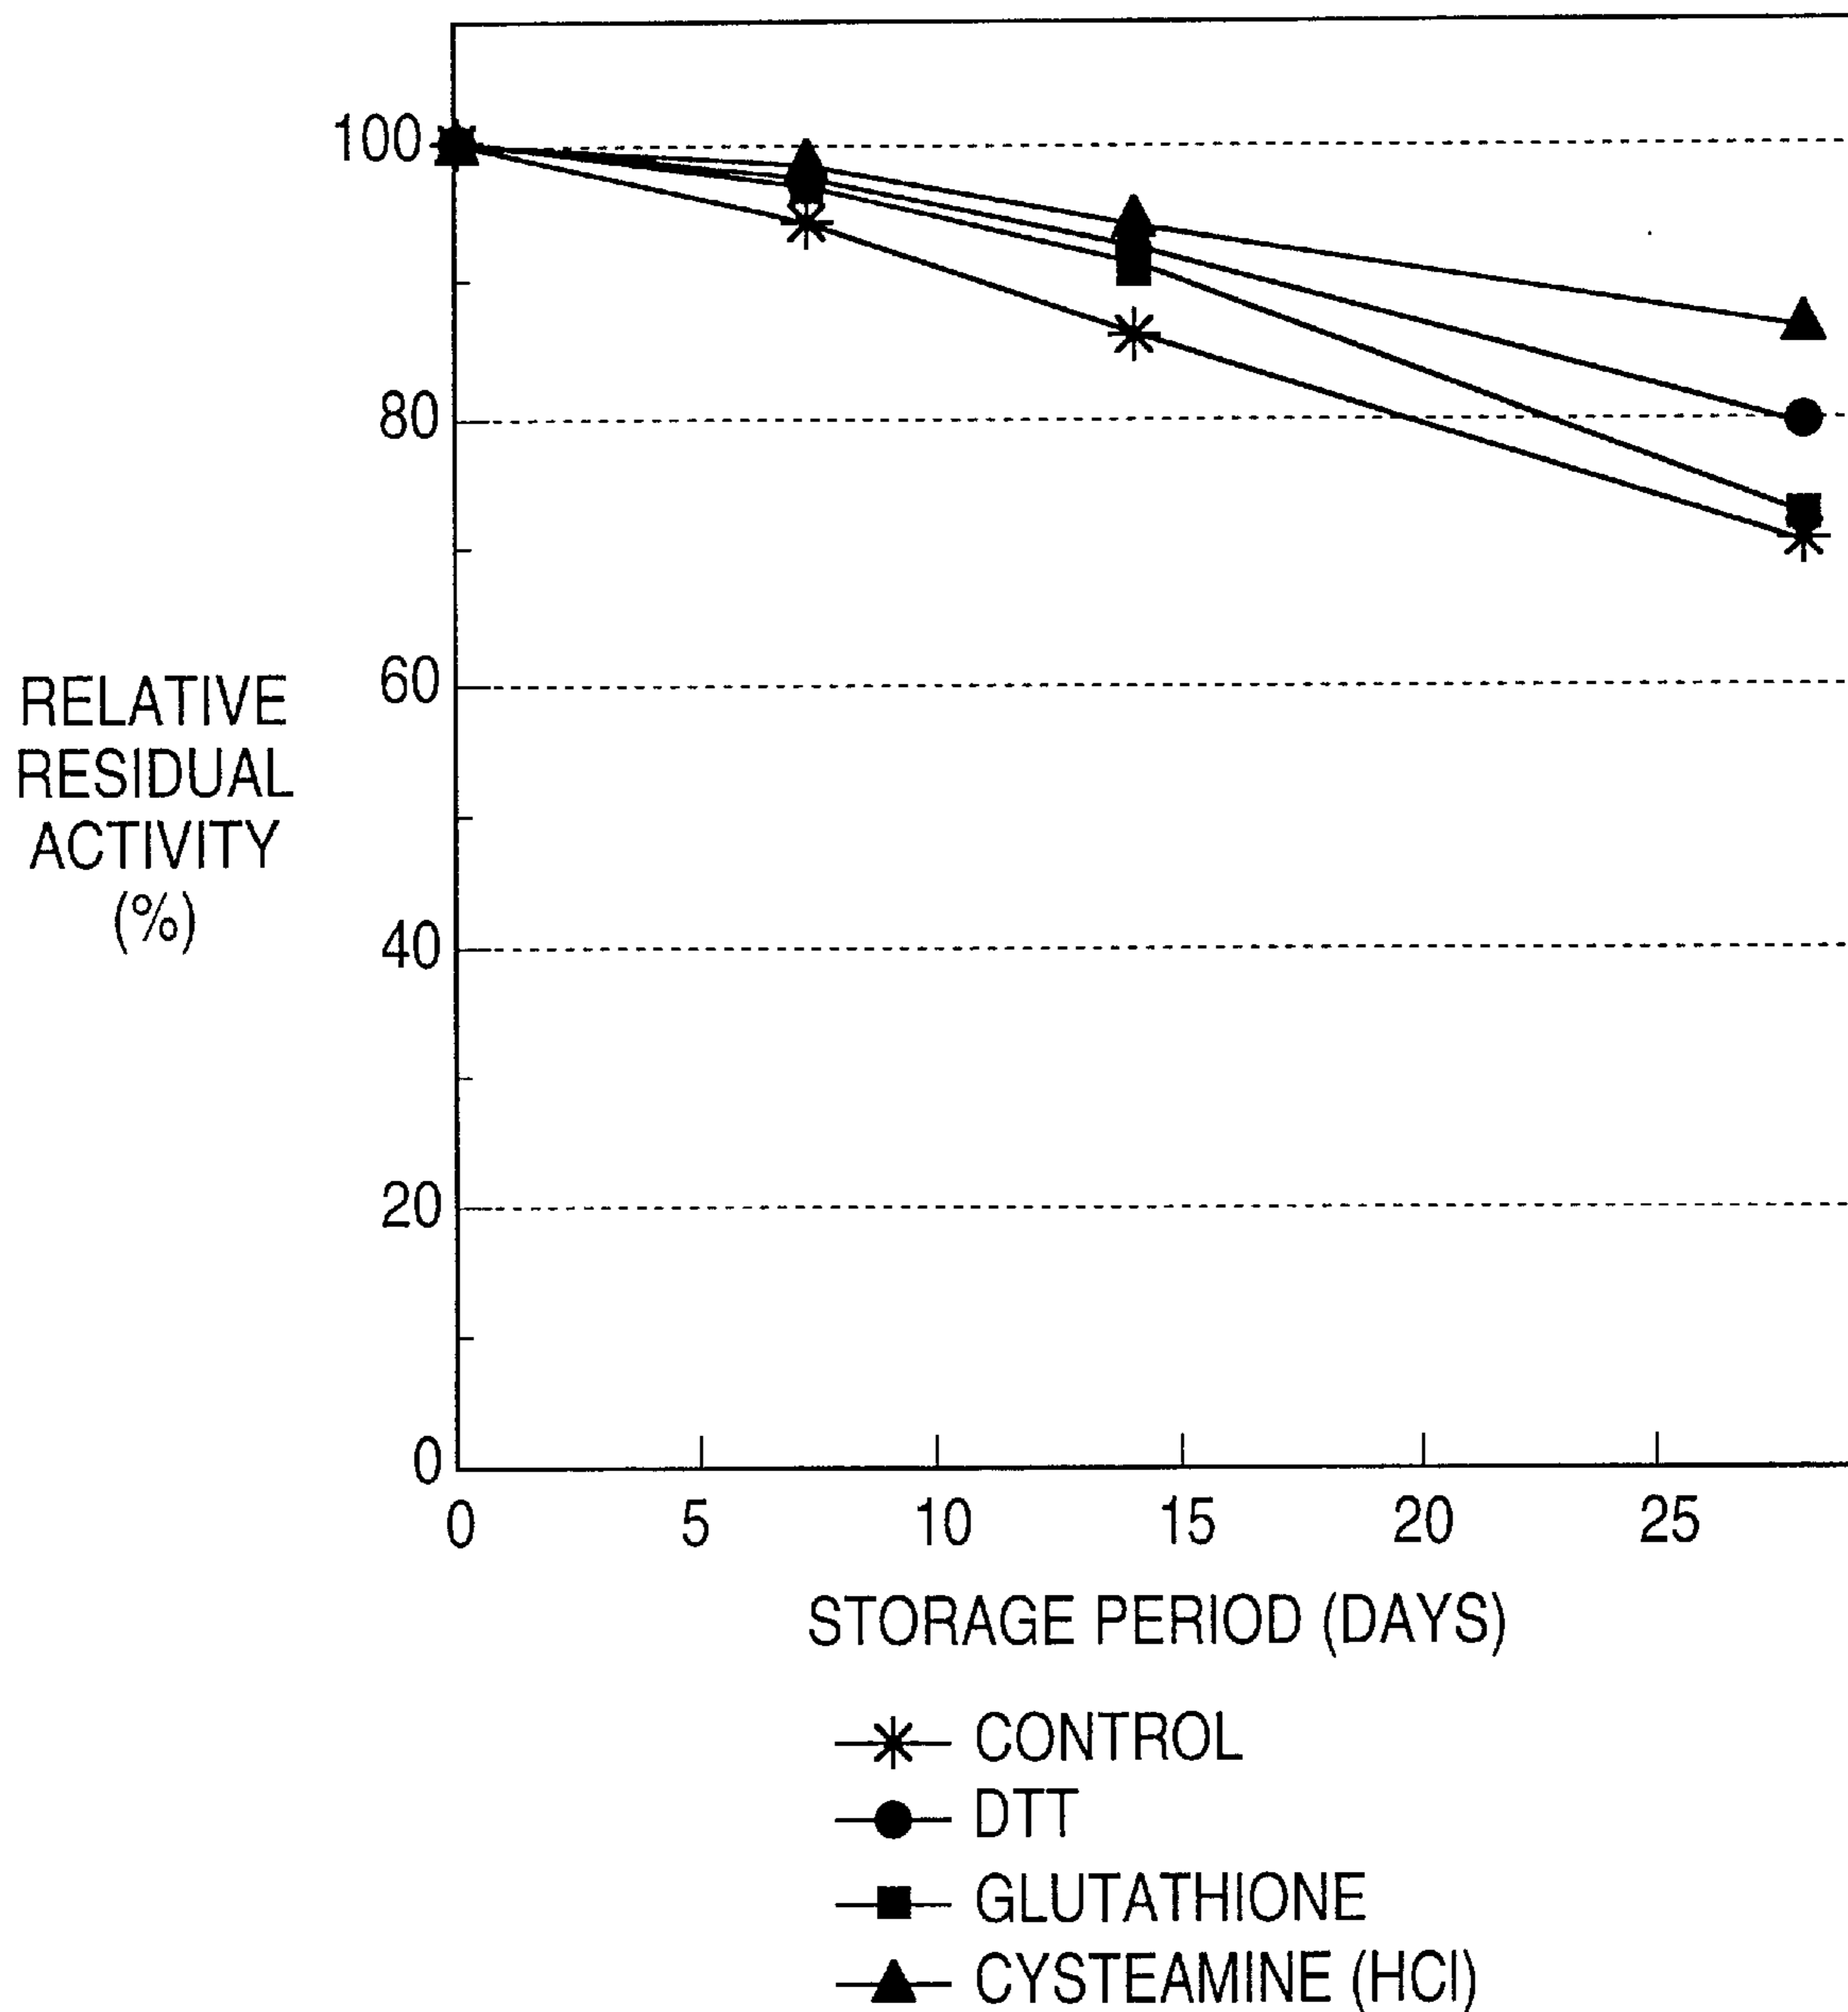 100
80
60
40
20
0
RELATIVE
RESIDUAL
ACTIVITY
(%)
0 5 10 15 20 25
STORAGE PERIOD (DAYS)
CONTROL
DTT
GLUTATHIONE
CYSTEAMINE (HCl)